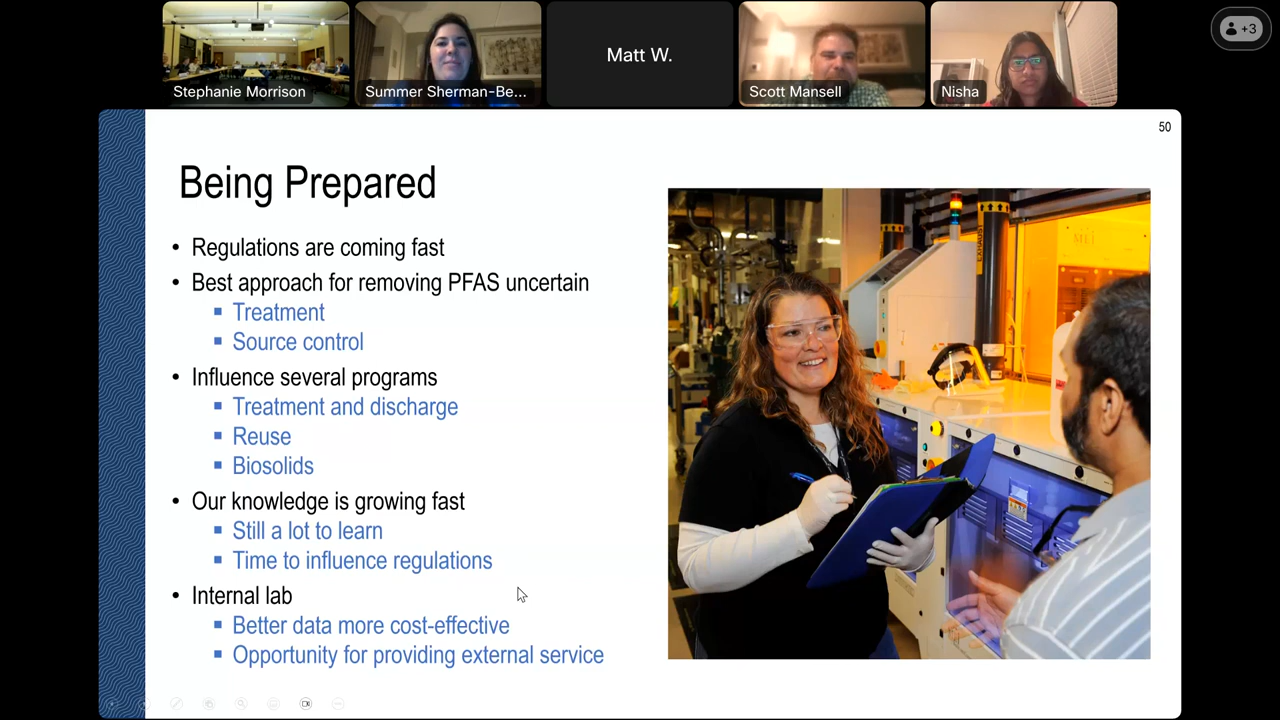 Stephanie Morrison
Summer Sherman-Be...
Matt W.
Scott Mansell
Nisha
+3
50
Being Prepared
• Regulations are coming fast
• Best approach for removing PFAS uncertain
▪ Treatment
▪ Source control
• Influence several programs
▪ Treatment and discharge
▪ Reuse
▪ Biosolids
• Our knowledge is growing fast
▪ Still a lot to learn
▪ Time to influence regulations
• Internal lab
▪ Better data more cost-effective
▪ Opportunity for providing external service
EXHAUST